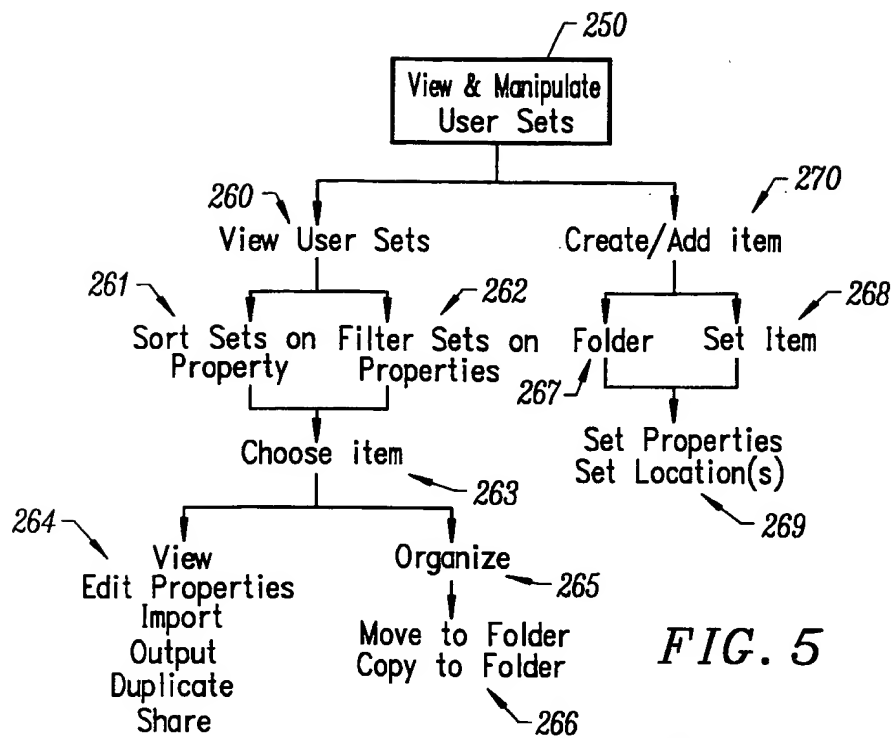 250
View & Manipulate
User Sets
260
270
View User Sets
Create/Add item
261
262
268
Sort Sets on
Property
Filter Sets on
Properties
Folder
Set Item
267
Choose item
263
Set Properties
Set Location(s)
269
264
View
Edit Properties
Import
Output
Duplicate
Share
Organize
265
Move to Folder
Copy to Folder
266
FIG. 5